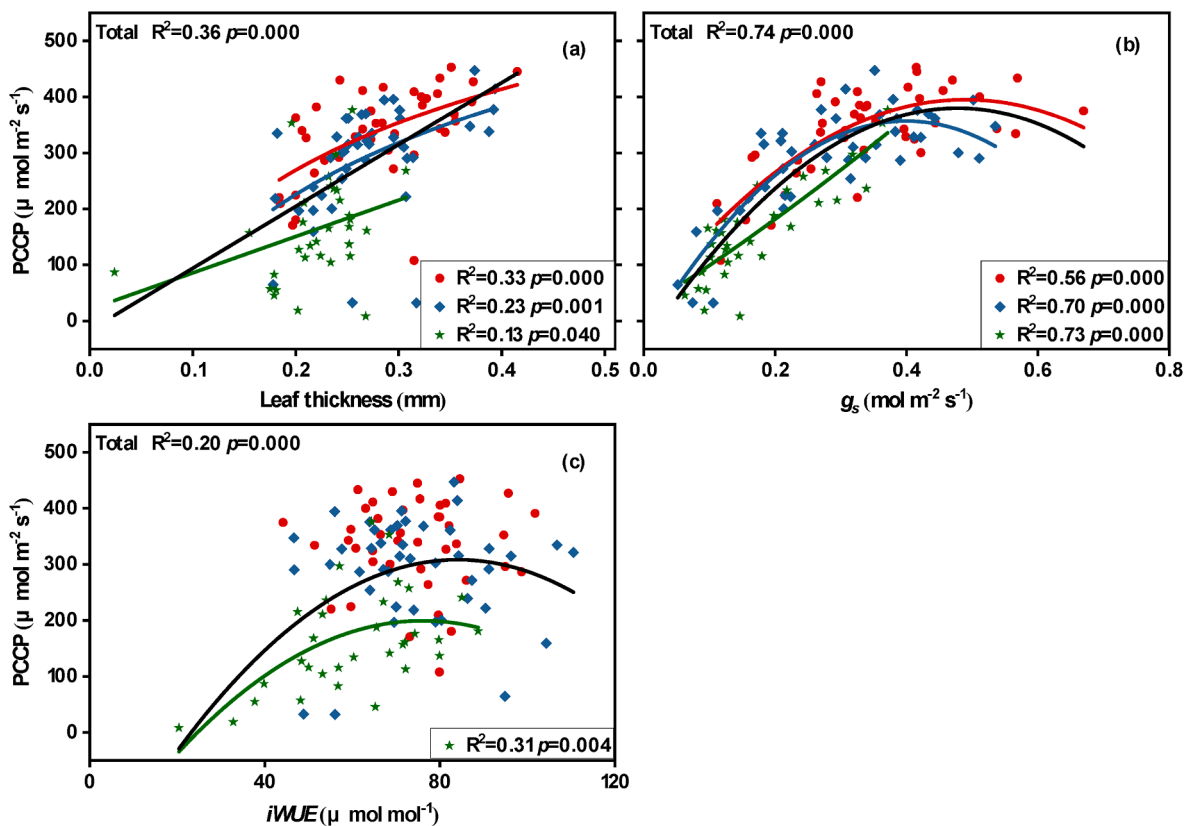 Total R²=0.36 p=0.000
(a)
PCCP (μ mol m⁻² s⁻¹)
500
400
300
200
100
0
R²=0.33 p=0.000
R²=0.23 p=0.001
R²=0.13 p=0.040
0.0 0.1 0.2 0.3 0.4 0.5
Leaf thickness (mm)
Total R²=0.74 p=0.000
(b)
R²=0.56 p=0.000
R²=0.70 p=0.000
R²=0.73 p=0.000
0.0 0.2 0.4 0.6 0.8
gs (mol m⁻² s⁻¹)
Total R²=0.20 p=0.000
(c)
PCCP (μ mol m⁻² s⁻¹)
500
400
300
200
100
0
R²=0.31 p=0.004
0 40 80 120
iWUE (μ mol mol⁻¹)